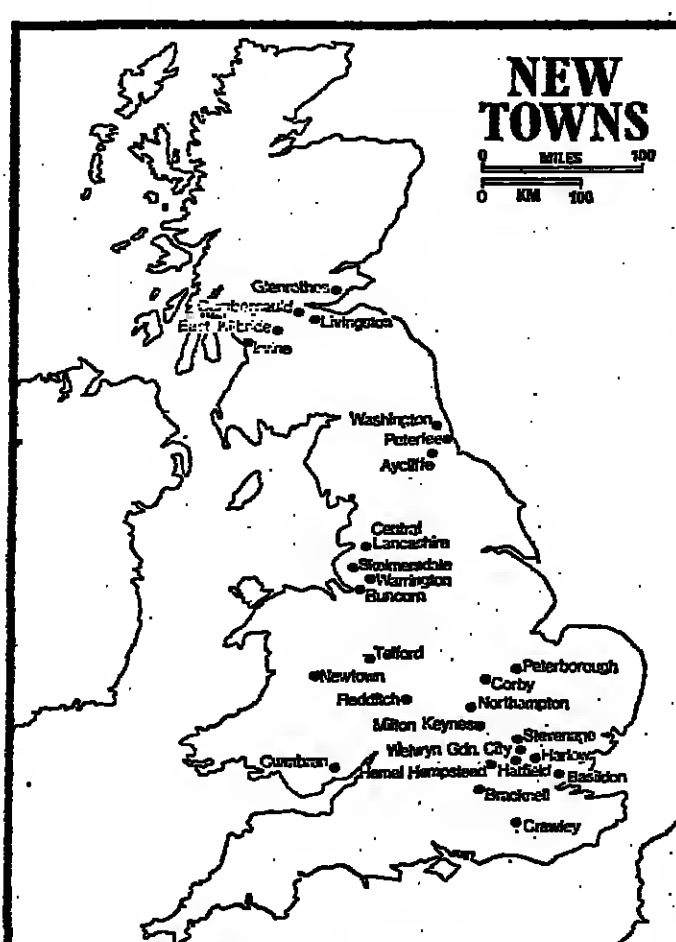 NEW
TOWNS
0 MILES 100
0 KM 100
Glenrothes
Cumbernauld
Livingston
East Kilbride
Irvine
Washington
Peterlee
Aycliffe
Central
Lancashire
Skelmersdale
Warrington
Runcorn
Telford
Newtown
Peterborough
Corby
Redditch
Northampton
Milton Keynes
Stevenage
Welwyn Gdn. City
Harlow
Cwmbran
Hemel Hempstead
Hatfield
Basildon
Bracknell
Crawley